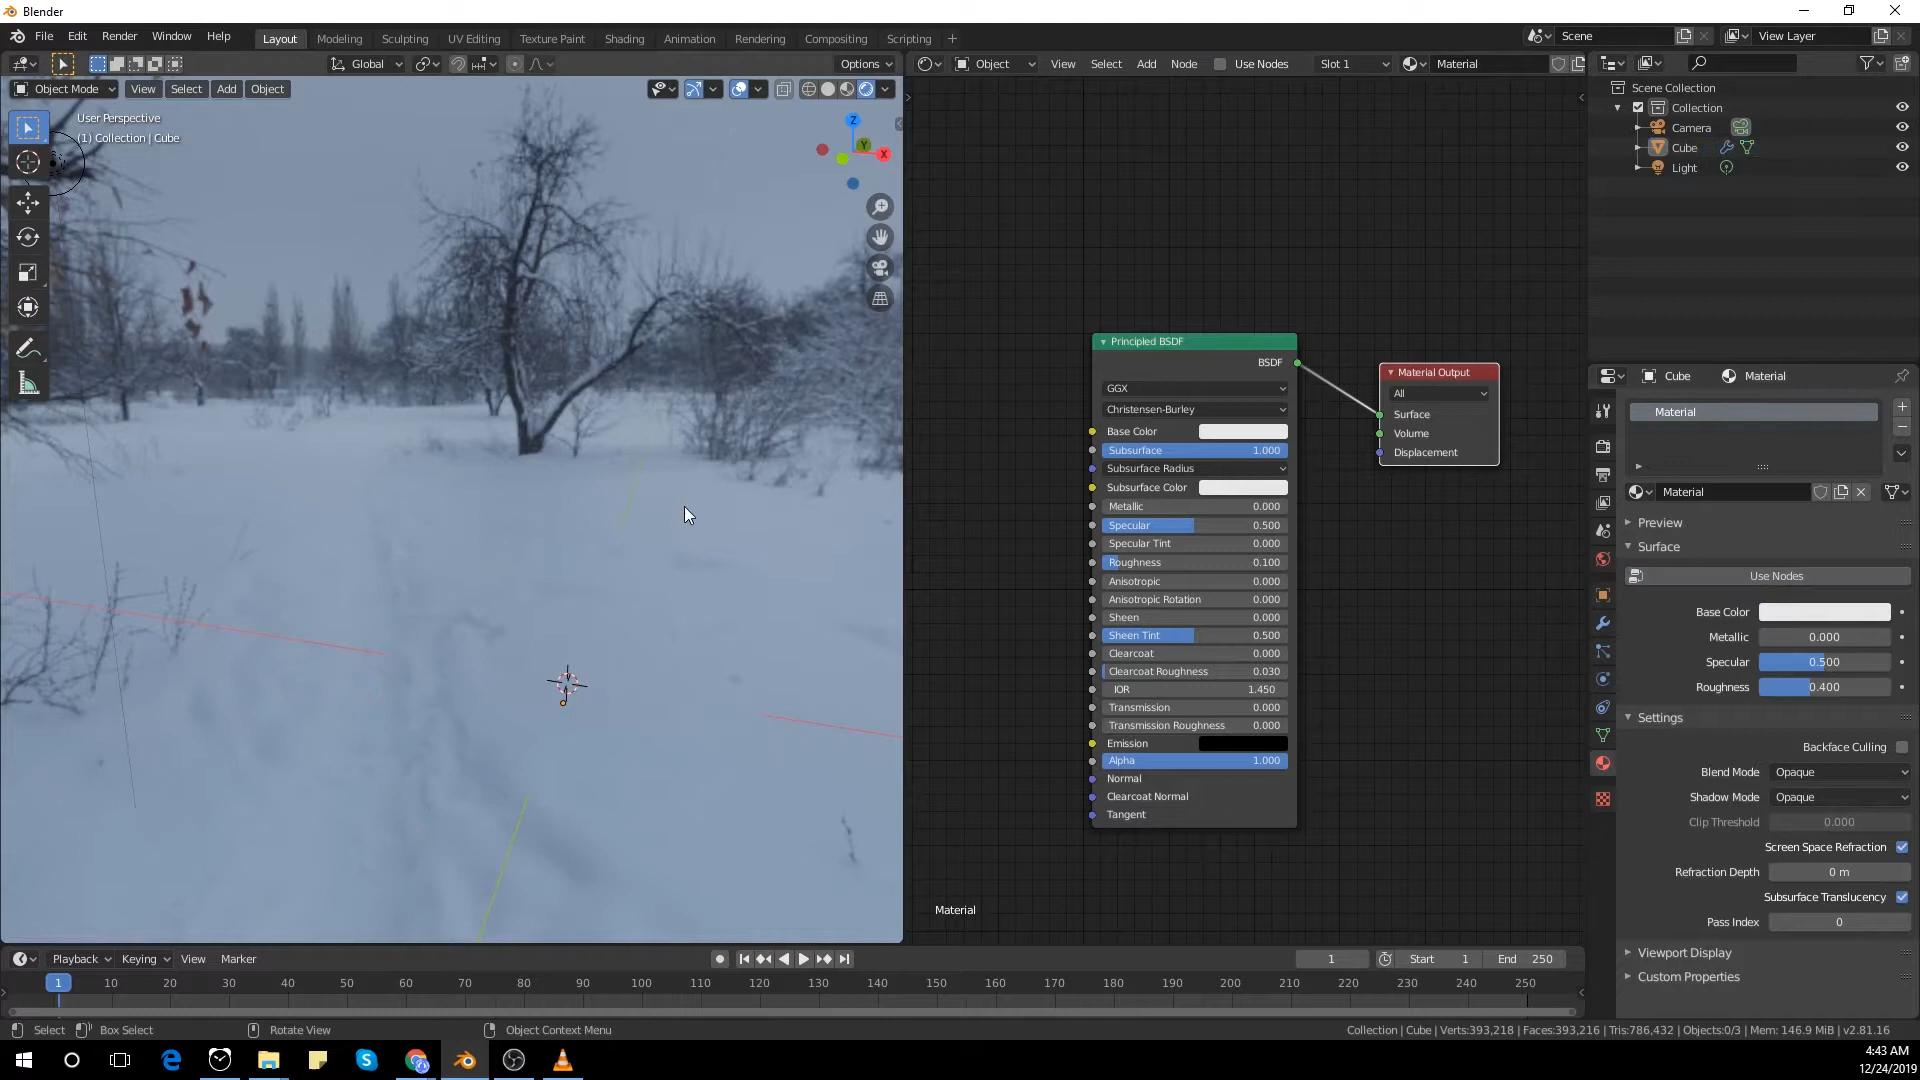 Blender
File Edit Render Window Help
Layout Modeling Sculpting UV Editing Texture Paint Shading Animation Rendering Compositing Scripting
Scene
View Layer
Global
Options
Object
View Select Add Node
Use Nodes
Slot 1
Material
Object Mode
View Select Add Object
User Perspective
(1) Collection | Cube
Z
Y
X
Scene Collection
Collection
Camera
Cube
Light
Principled BSDF
BSDF
GGX
Christensen-Burley
Base Color
Subsurface 1.000
Subsurface Radius
Subsurface Color
Metallic 0.000
Specular 0.500
Specular Tint 0.000
Roughness 0.100
Anisotropic 0.000
Anisotropic Rotation 0.000
Sheen 0.000
Sheen Tint 0.500
Clearcoat 0.000
Clearcoat Roughness 0.030
IOR 1.450
Transmission 0.000
Transmission Roughness 0.000
Emission
Alpha 1.000
Normal
Clearcoat Normal
Tangent
Material Output
All
Surface
Volume
Displacement
Material
Cube Material
Material
Material
Preview
Surface
Use Nodes
Base Color
Metallic 0.000
Specular 0.500
Roughness 0.400
Settings
Backface Culling
Blend Mode Opaque
Shadow Mode Opaque
Clip Threshold 0.000
Screen Space Refraction
Refraction Depth 0 m
Subsurface Translucency
Pass Index 0
Viewport Display
Custom Properties
Playback Keying View Marker
1 Start 1 End 250
1 10 20 30 40 50 60 70 80 90 100 110 120 130 140 150 160 170 180 190 200 210 220 230 240 250
Select Box Select Rotate View Object Context Menu
Collection | Cube | Verts:393,218 | Faces:393,216 | Tris:786,432 | Objects:0/3 | Mem: 146.9 MiB | v2.81.16
4:43 AM
12/24/2019